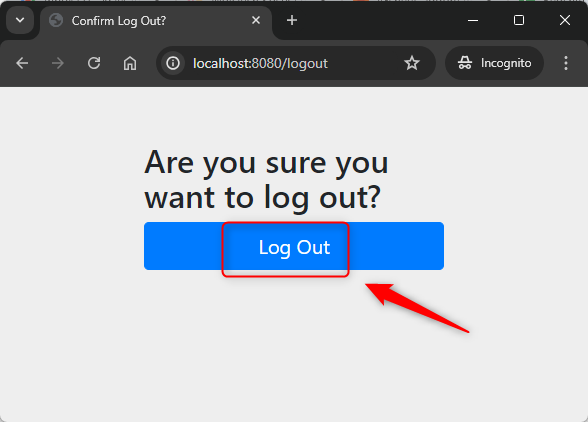 Confirm Log Out?
localhost:8080/logout
Incognito
Are you sure you
want to log out?
Log Out